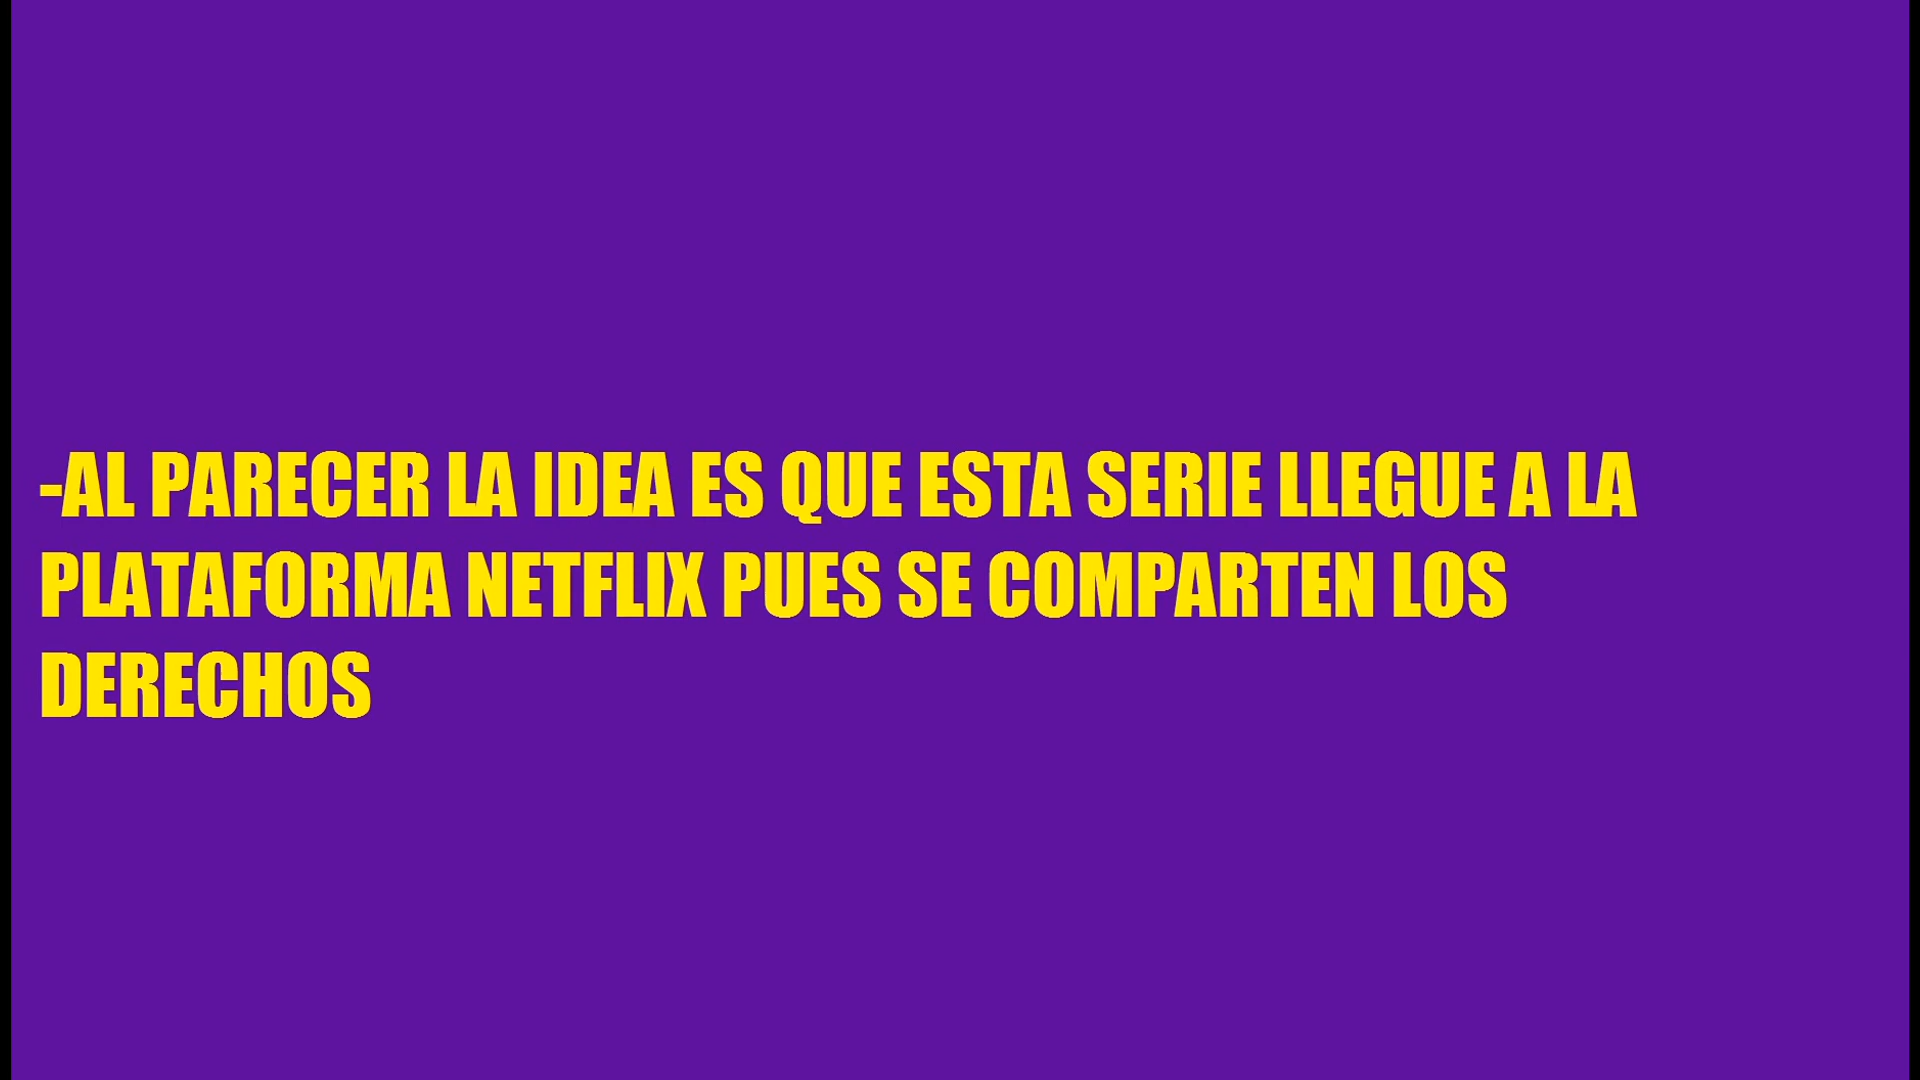 -AL PARECER LA IDEA ES QUE ESTA SERIE LLEGUE A LA
PLATAFORMA NETFLIX PUES SE COMPARTEN LOS
DERECHOS